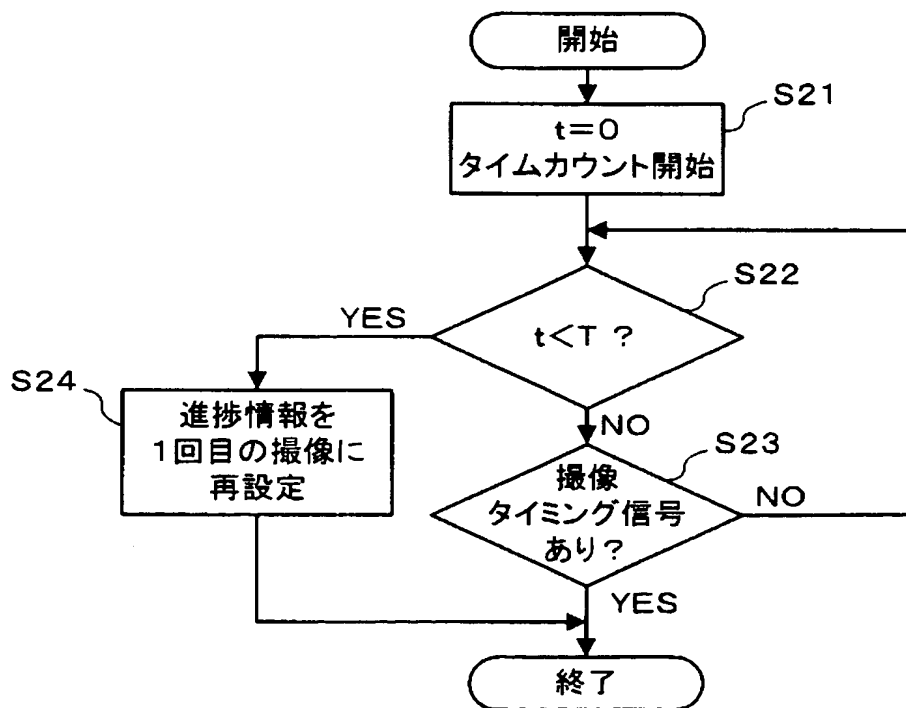 開始
S21
t=0
タイムカウント開始
S22
YES
t<T ?
S24
進捗情報を
1回目の撮像に
再設定
NO
S23
撮像
タイミング信号
あり?
NO
YES
終了